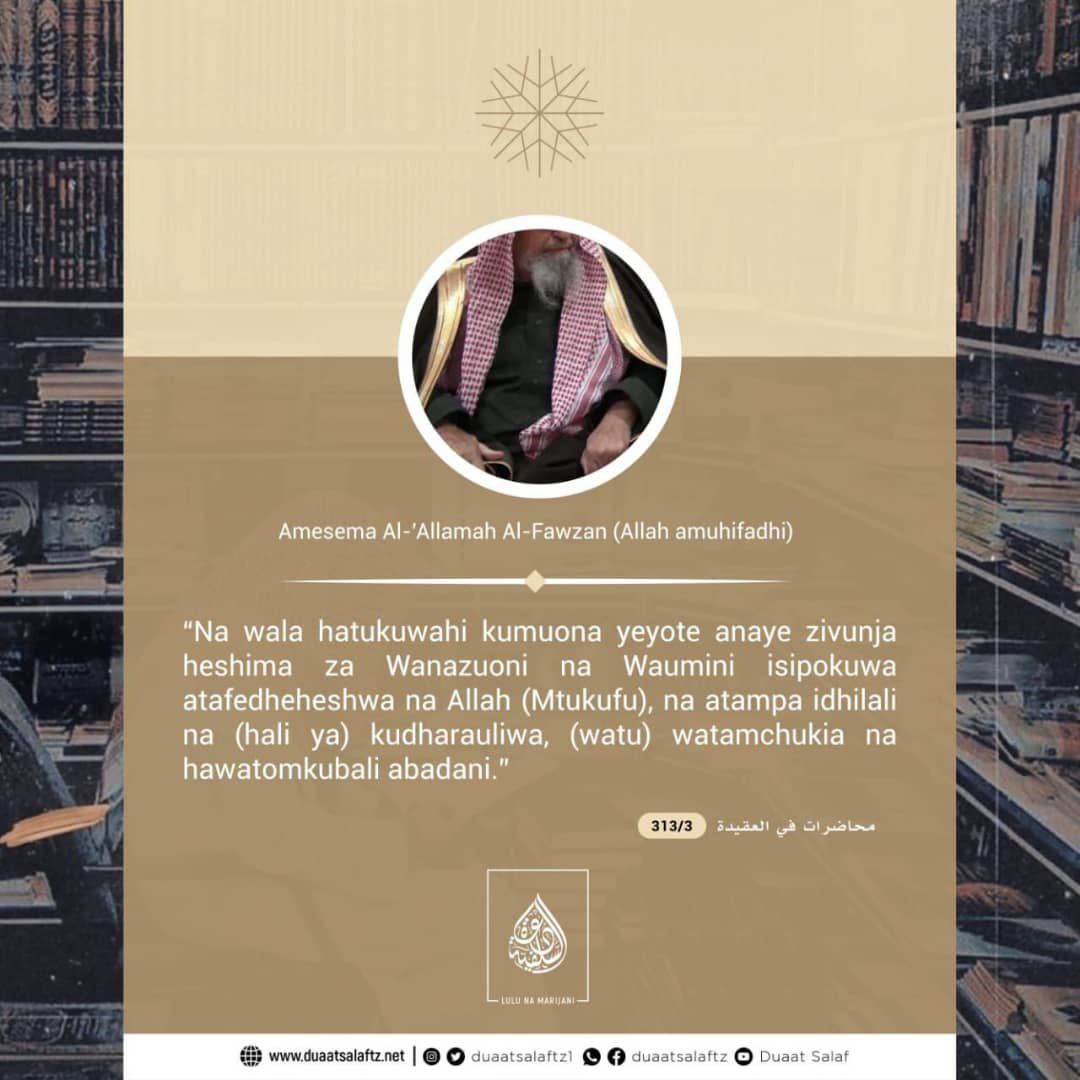 Amesema Al-'Allamah Al-Fawzan (Allah amuhifadhi)
“Na wala hatukuwahi kumuona yeyote anaye zivunja
heshima za Wanazuoni na Waumini isipokuwa
atafedheheshwa na Allah (Mtukufu), na atampa idhilali
na (hali ya) kudharauliwa, (watu) watamchukia na
hawatomkubali abadani.”
محاضرات في العقيدة 313/3
LULU NA MARIJANI
www.duaatsalaftz.net | duaatsalaftz1 duaatsalaftz Duaat Salaf